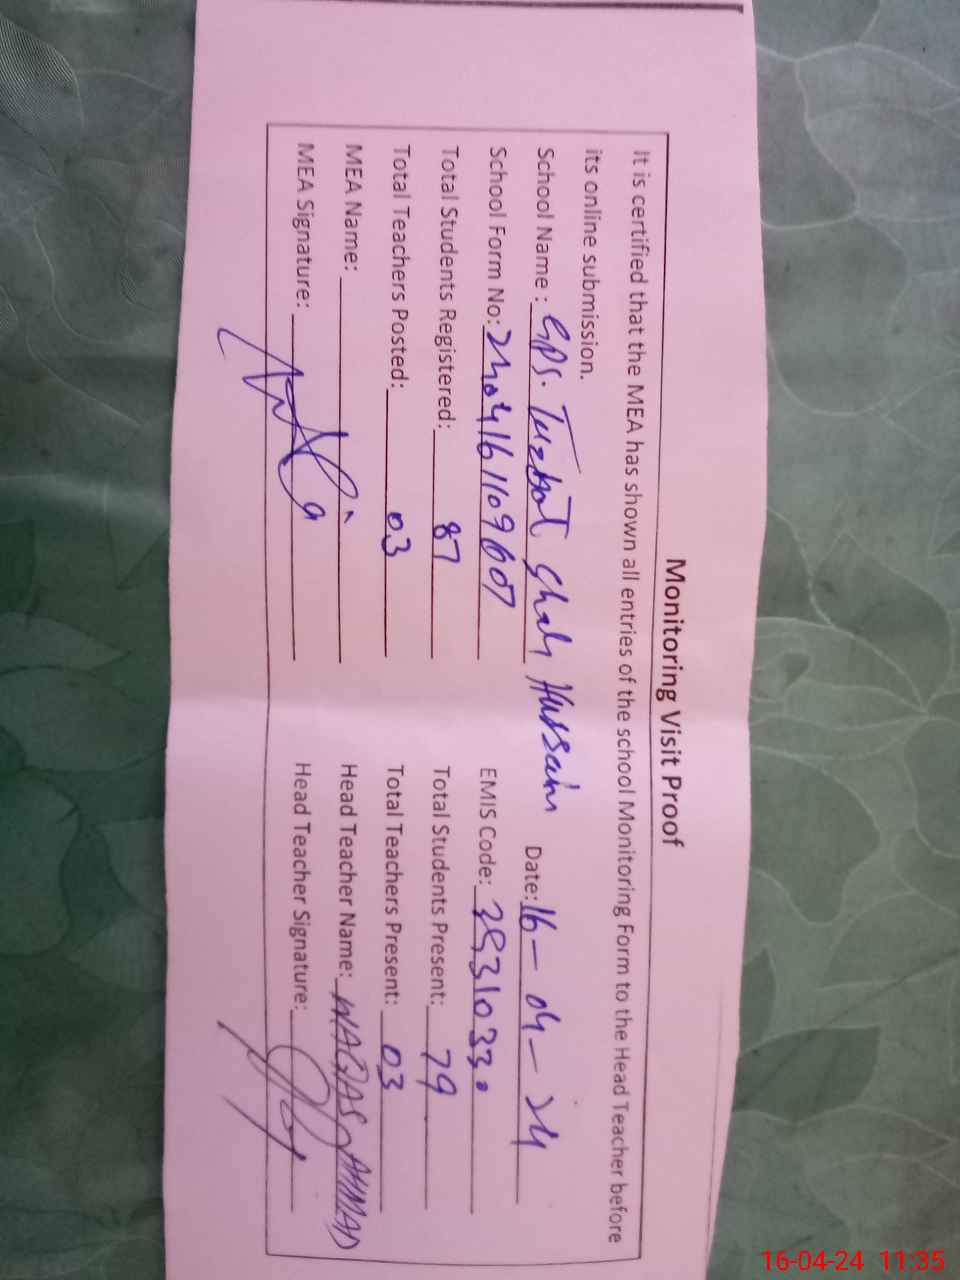 Monitoring Visit Proof
It is certified that the MEA has shown all entries of the school Monitoring Form to the Head Teacher before
its online submission.
School Name : GPS. Shah Hussain Date: 16-04-24
School Form No: EMIS Code:
Total Students Registered: 87 Total Students Present: 79
Total Teachers Posted: 03 Total Teachers Present: 03
MEA Name: Head Teacher Name: WAQAS AHMAD
MEA Signature: Head Teacher Signature:
16-04-24 11:35